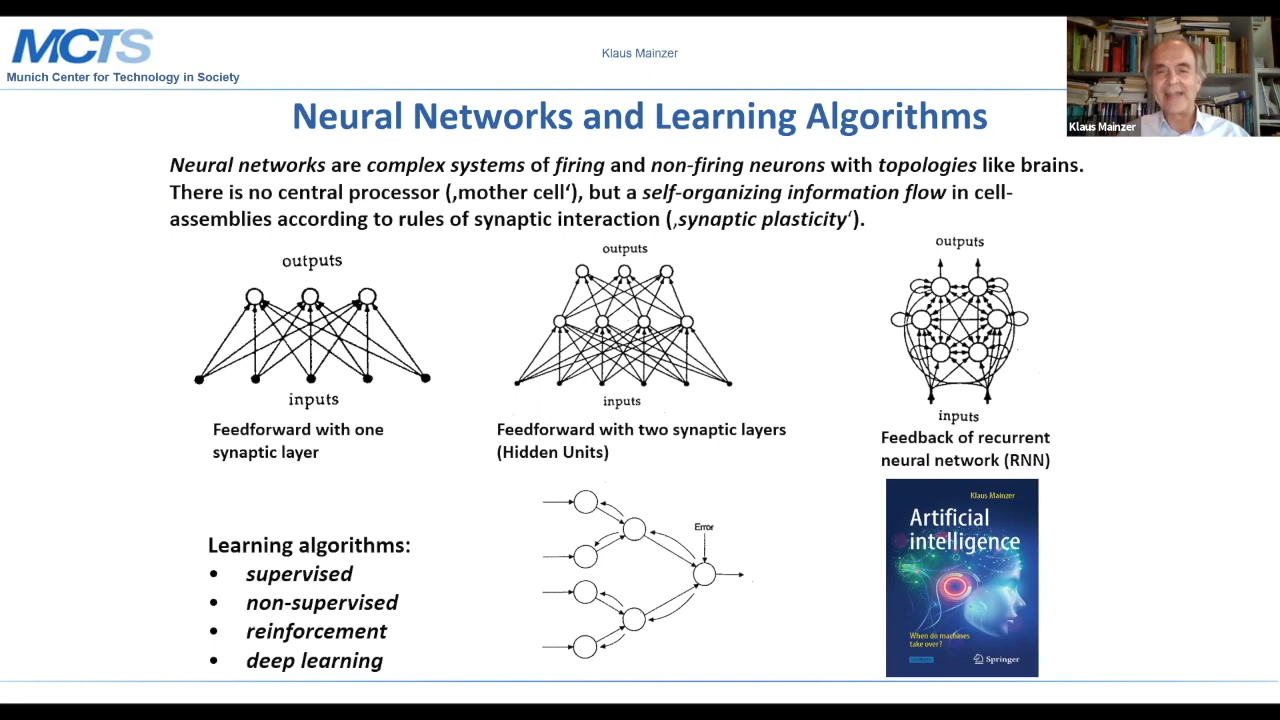 MCTS
Munich Center for Technology in Society
Klaus Mainzer
Klaus Mainzer
Neural Networks and Learning Algorithms
Neural networks are complex systems of firing and non-firing neurons with topologies like brains.
There is no central processor (‚mother cell‘), but a self-organizing information flow in cell-
assemblies according to rules of synaptic interaction (‚synaptic plasticity‘).
outputs
inputs
Feedforward with one
synaptic layer
outputs
inputs
Feedforward with two synaptic layers
(Hidden Units)
outputs
inputs
Feedback of recurrent
neural network (RNN)
Learning algorithms:
• supervised
• non-supervised
• reinforcement
• deep learning
Error
Klaus Mainzer
Artificial
intelligence
When do machines
take over?
Springer